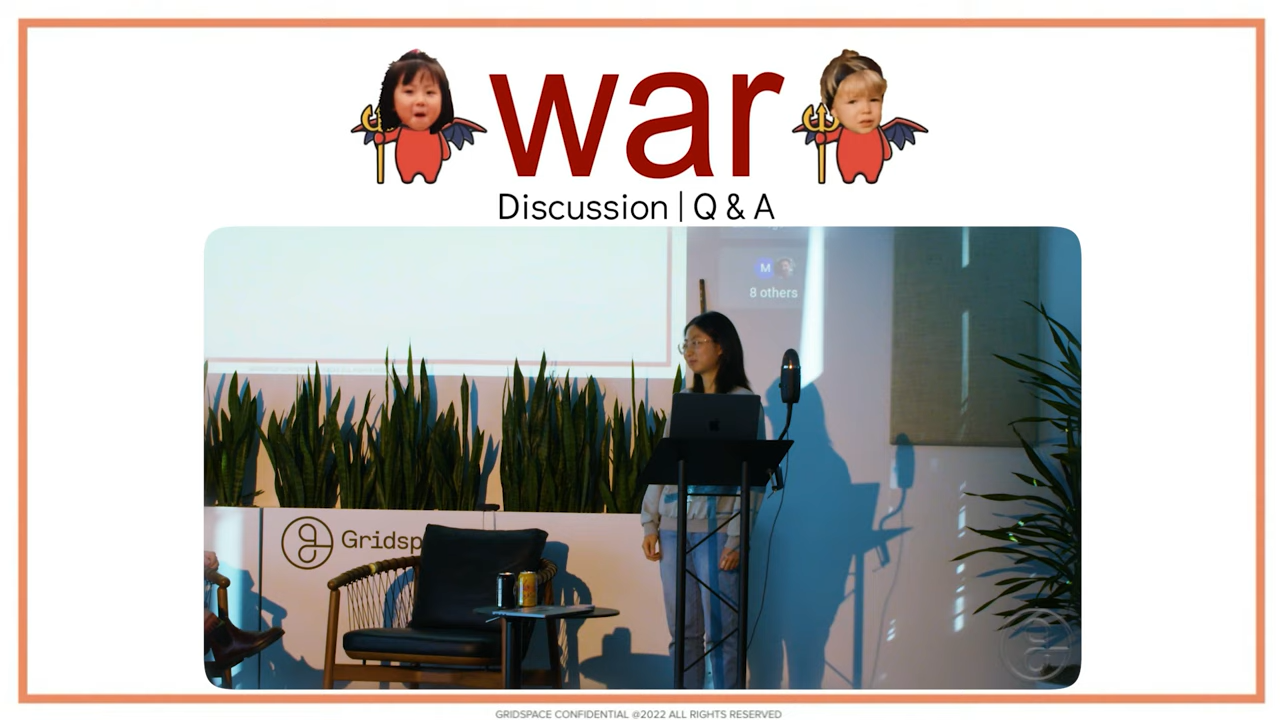 war
Discussion | Q & A
M
8 others
Gridsp
GRIDSPACE CONFIDENTIAL @2022 ALL RIGHTS RESERVED